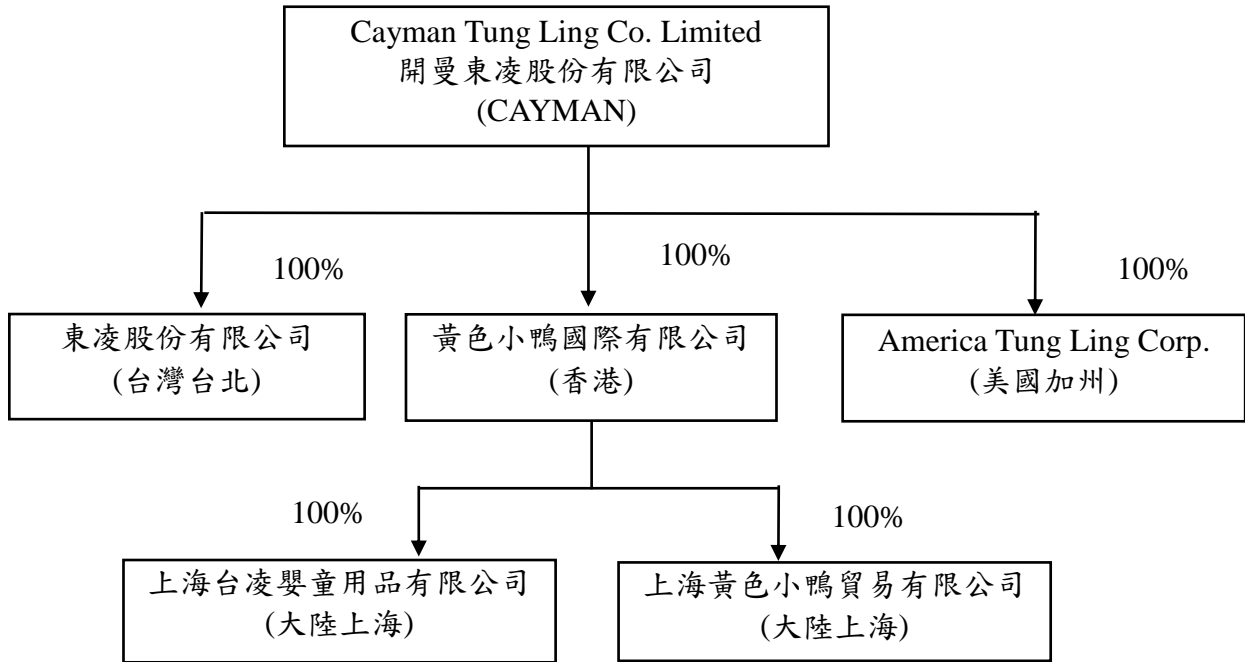 Cayman Tung Ling Co. Limited
開曼東凌股份有限公司
(CAYMAN)
100%
100%
100%
東凌股份有限公司
(台灣台北)
黃色小鴨國際有限公司
(香港)
America Tung Ling Corp.
(美國加州)
100%
100%
上海台凌嬰童用品有限公司
(大陸上海)
上海黃色小鴨貿易有限公司
(大陸上海)